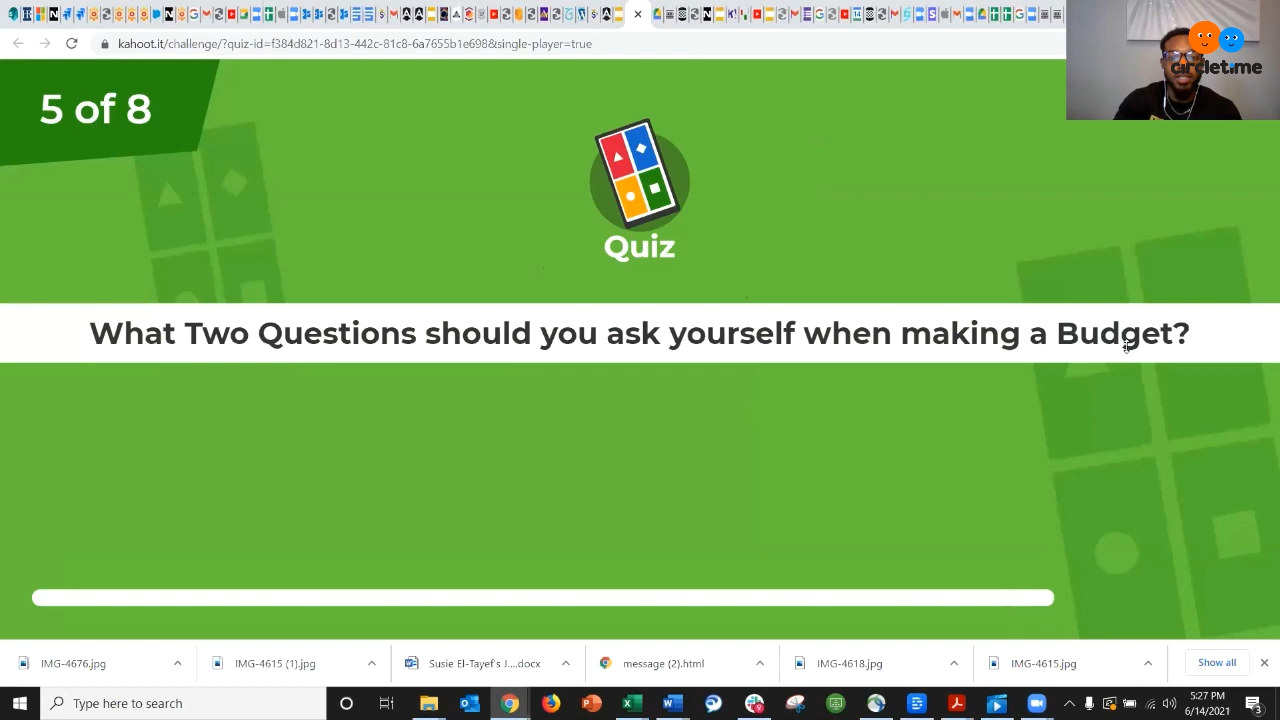 kahoot.it/challenge/?quiz-id=f384d821-8d13-442c-81c8-6a7655b1e69b&single-player=true
circletime
5 of 8
Quiz
What Two Questions should you ask yourself when making a Budget?
IMG-4676.jpg
IMG-4615 (1).jpg
Susie El-Tayef s J....docx
message (2).html
IMG-4618.jpg
IMG-4615.jpg
Show all
Type here to search
5:27 PM
6/14/2021